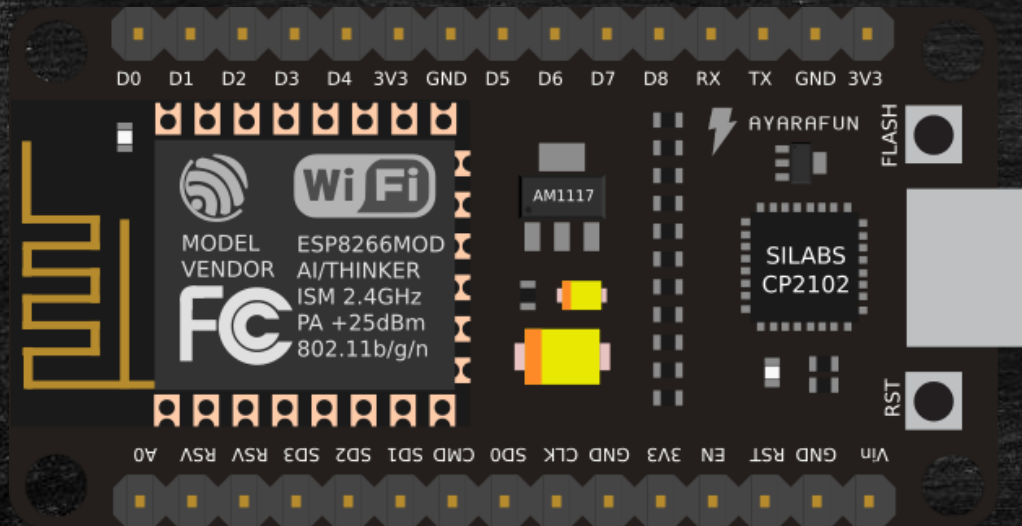 D0 D1 D2 D3 D4 3V3 GND D5 D6 D7 D8 RX TX GND 3V3
AYARAFUN
FLASH
WiFi
AM1117
MODEL ESP8266MOD
VENDOR AI/THINKER
ISM 2.4GHz
PA +25dBm
802.11b/g/n
FC
SILABS
CP2102
RST
A0 RSV RSV SD3 SD2 SD1 CMD SD0 CLK GND 3V3 EN RST GND Vin